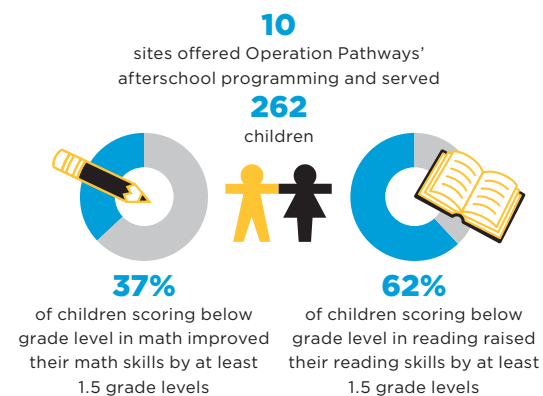 10
sites offered Operation Pathways’
afterschool programming and served
262
children
37%
of children scoring below
grade level in math improved
their math skills by at least
1.5 grade levels
62%
of children scoring below
grade level in reading raised
their reading skills by at least
1.5 grade levels